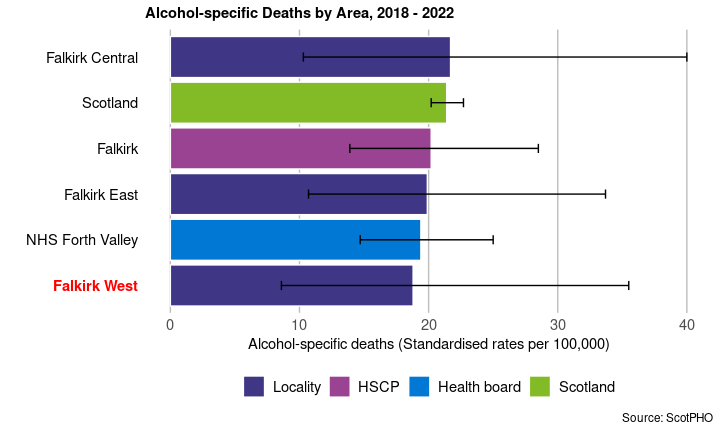 Alcohol-specific Deaths by Area, 2018 - 2022
Falkirk Central
Scotland
Falkirk
Falkirk East
NHS Forth Valley
Falkirk West
0 10 20 30 40
Alcohol-specific deaths (Standardised rates per 100,000)
Locality HSCP Health board Scotland
Source: ScotPHO